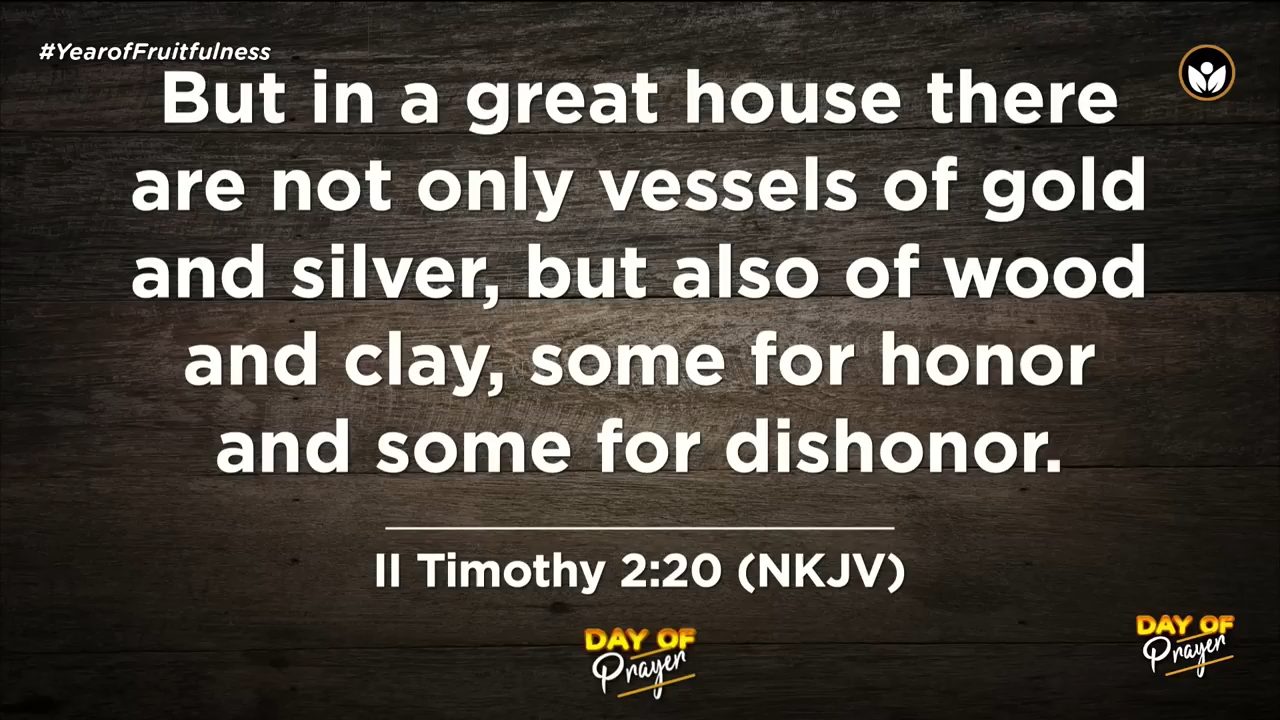 #YearofFruitfulness
But in a great house there
are not only vessels of gold
and silver, but also of wood
and clay, some for honor
and some for dishonor.
II Timothy 2:20 (NKJV)
DAY OF
Prayer
DAY OF
Prayer